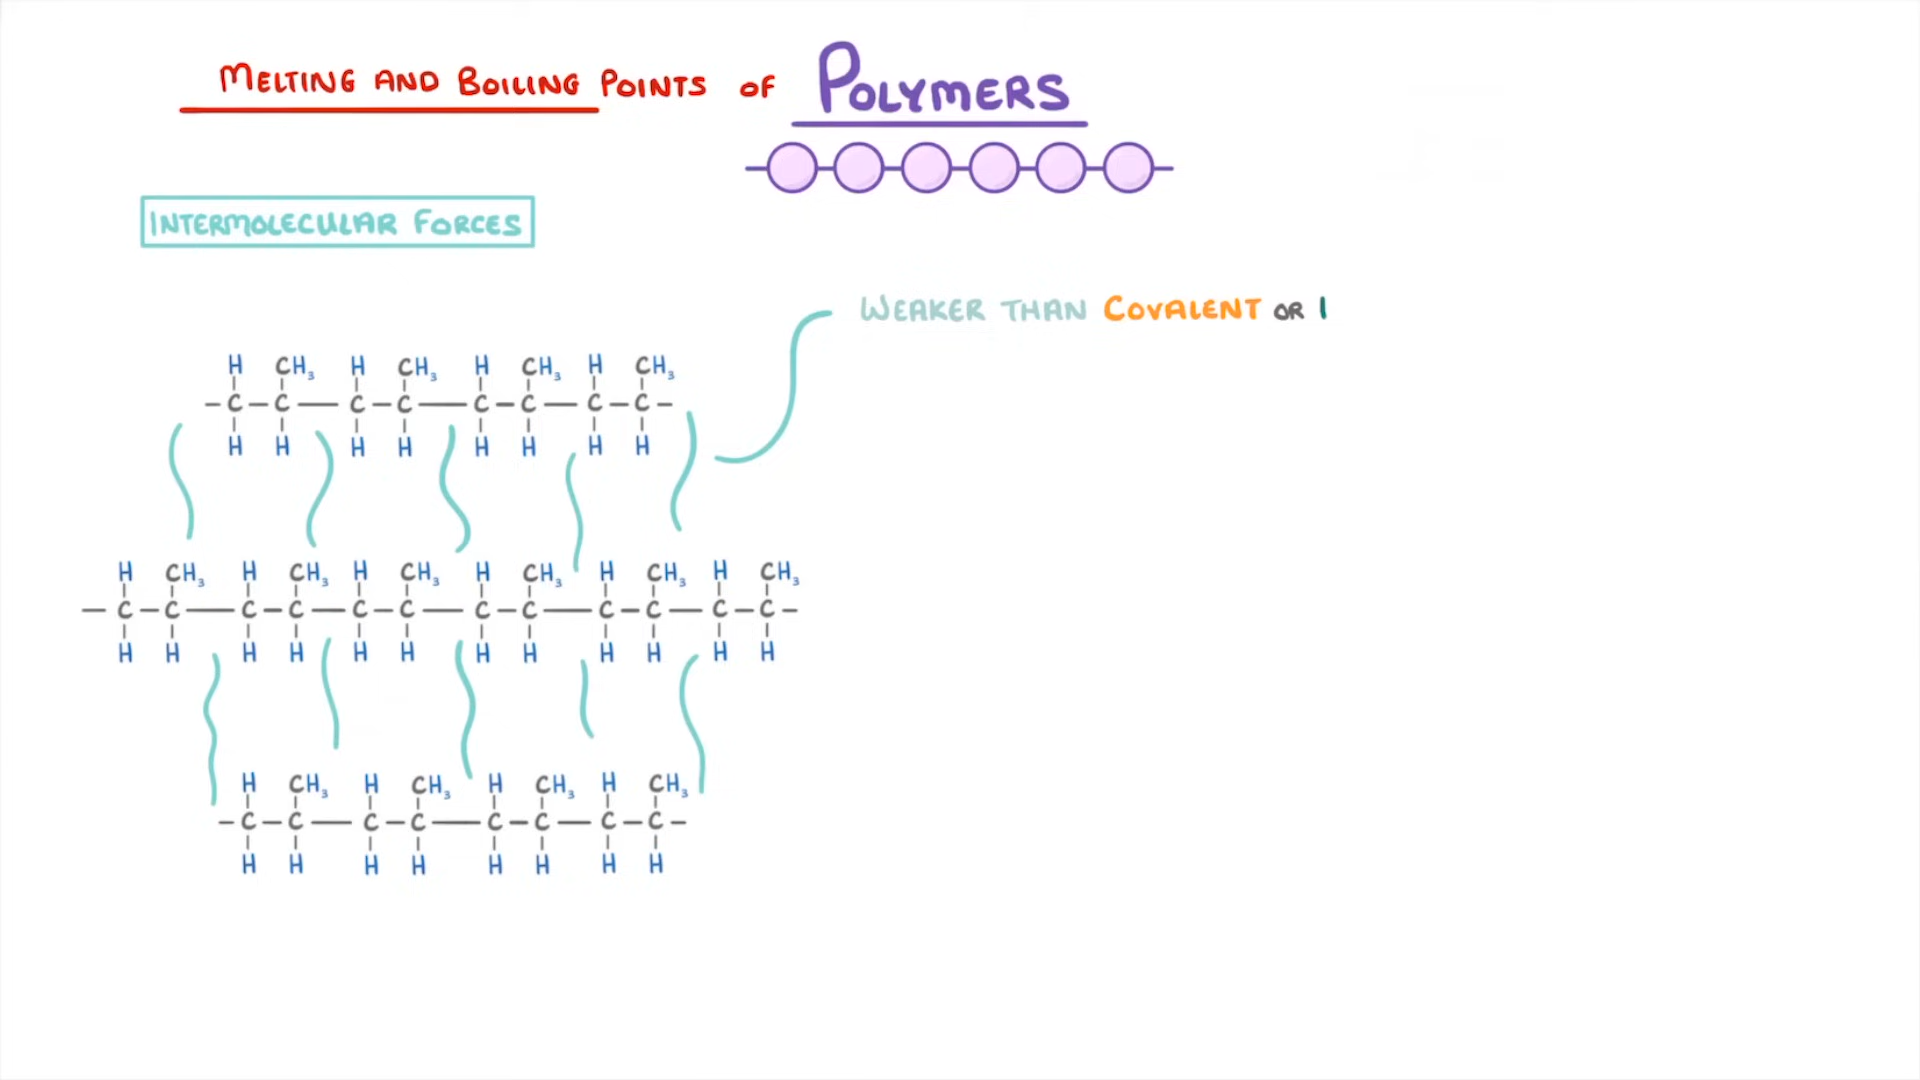 MELTING AND BOILING POINTS OF POLYMERS
INTERMOLECULAR FORCES
WEAKER THAN COVALENT OR I
H CH₃ H CH₃ H CH₃ H CH₃
–C–C—C–C—C–C—C–C–
H H H H H H H H
H CH₃ H CH₃ H CH₃ H CH₃ H CH₃ H CH₃
—C–C—C–C—C–C—C–C—C–C—C–C–
H H H H H H H H H H H H
H CH₃ H CH₃ H CH₃ H CH₃
–C–C—C–C—C–C—C–C–
H H H H H H H H